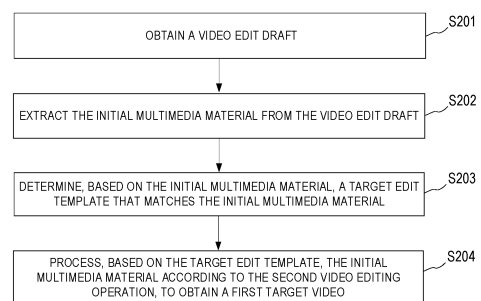 OBTAIN A VIDEO EDIT DRAFT
S201
EXTRACT THE INITIAL MULTIMEDIA MATERIAL FROM THE VIDEO EDIT DRAFT
S202
DETERMINE, BASED ON THE INITIAL MULTIMEDIA MATERIAL, A TARGET EDIT
TEMPLATE THAT MATCHES THE INITIAL MULTIMEDIA MATERIAL
S203
PROCESS, BASED ON THE TARGET EDIT TEMPLATE, THE INITIAL
MULTIMEDIA MATERIAL ACCORDING TO THE SECOND VIDEO EDITING
OPERATION, TO OBTAIN A FIRST TARGET VIDEO
S204